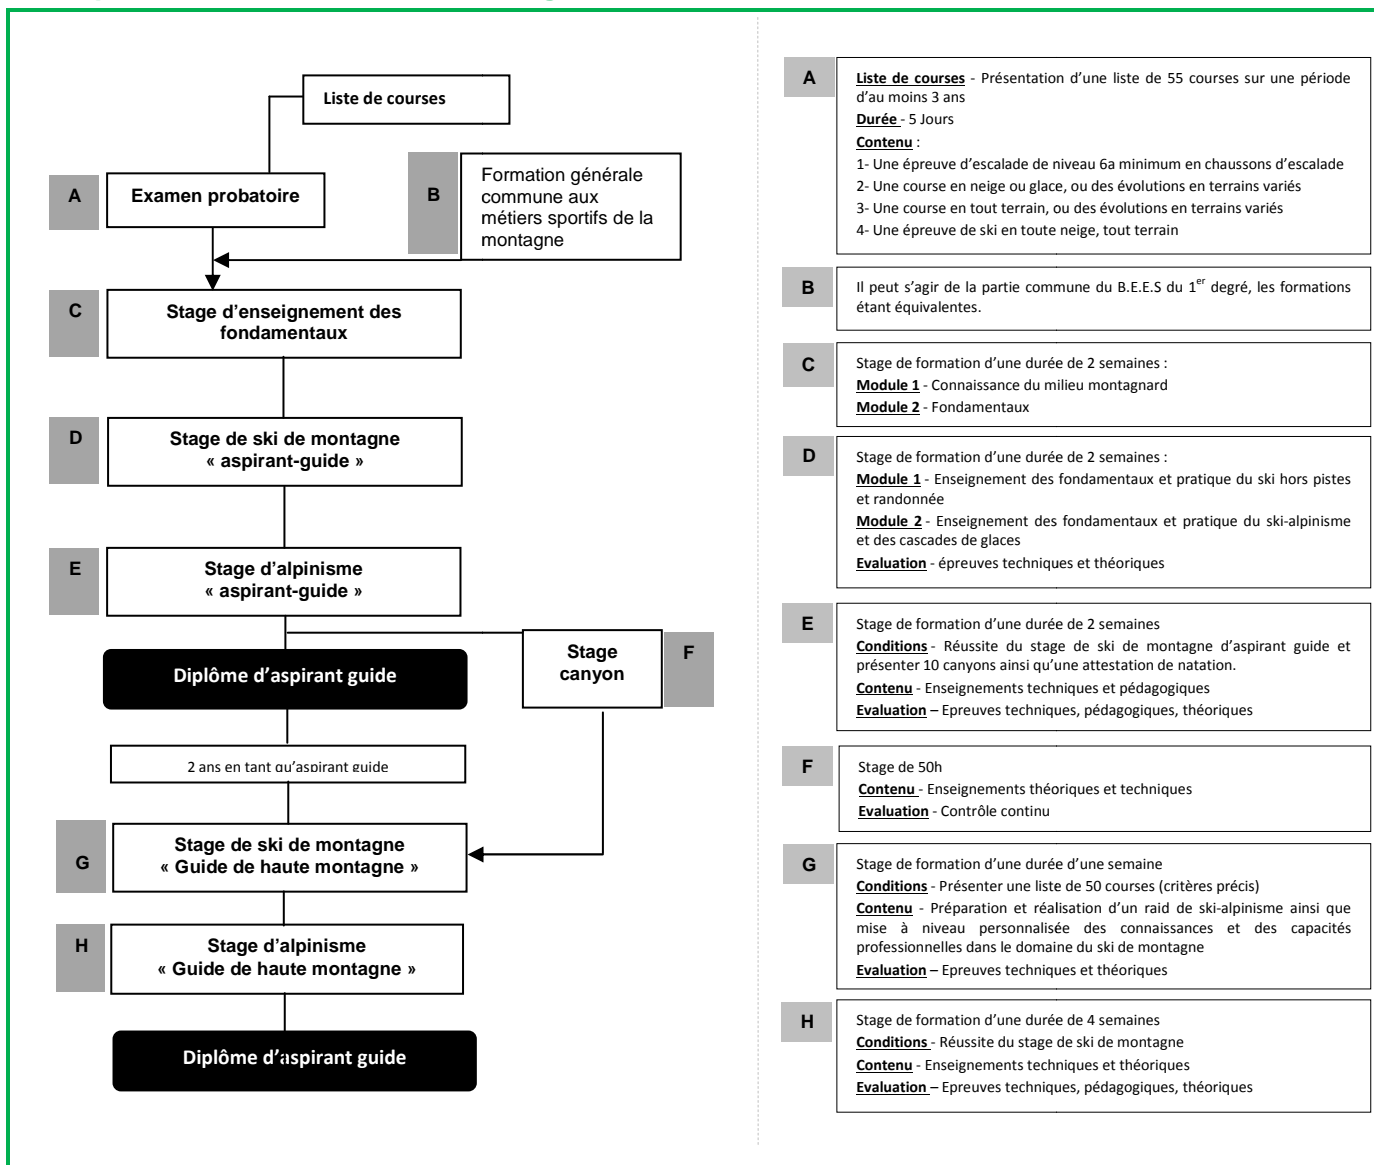 Liste de courses
A
Examen probatoire
B
Formation générale
commune aux
métiers sportifs de la
montagne
C
Stage d'enseignement des
fondamentaux
D
Stage de ski de montagne
« aspirant-guide »
E
Stage d'alpinisme
« aspirant-guide »
Diplôme d'aspirant guide
Stage
canyon
F
2 ans en tant qu'aspirant guide
G
Stage de ski de montagne
« Guide de haute montagne »
H
Stage d'alpinisme
« Guide de haute montagne »
Diplôme d'aspirant guide
A
Liste de courses - Présentation d'une liste de 55 courses sur une période
d'au moins 3 ans
Durée - 5 Jours
Contenu :
1- Une épreuve d'escalade de niveau 6a minimum en chaussons d'escalade
2- Une course en neige ou glace, ou des évolutions en terrains variés
3- Une course en tout terrain, ou des évolutions en terrains variés
4- Une épreuve de ski en toute neige, tout terrain
B
Il peut s'agir de la partie commune du B.E.E.S du 1er degré, les formations
étant équivalentes.
C
Stage de formation d'une durée de 2 semaines :
Module 1 - Connaissance du milieu montagnard
Module 2 - Fondamentaux
D
Stage de formation d'une durée de 2 semaines :
Module 1 - Enseignement des fondamentaux et pratique du ski hors pistes
et randonnée
Module 2 - Enseignement des fondamentaux et pratique du ski-alpinisme
et des cascades de glaces
Evaluation - épreuves techniques et théoriques
E
Stage de formation d'une durée de 2 semaines
Conditions - Réussite du stage de ski de montagne d'aspirant guide et
présenter 10 canyons ainsi qu'une attestation de natation.
Contenu - Enseignements techniques et pédagogiques
Evaluation – Epreuves techniques, pédagogiques, théoriques
F
Stage de 50h
Contenu - Enseignements théoriques et techniques
Evaluation - Contrôle continu
G
Stage de formation d'une durée d'une semaine
Conditions - Présenter une liste de 50 courses (critères précis)
Contenu - Préparation et réalisation d'un raid de ski-alpinisme ainsi que
mise à niveau personnalisée des connaissances et des capacités
professionnelles dans le domaine du ski de montagne
Evaluation – Epreuves techniques et théoriques
H
Stage de formation d'une durée de 4 semaines
Conditions - Réussite du stage de ski de montagne
Contenu - Enseignements techniques et théoriques
Evaluation – Epreuves techniques, pédagogiques, théoriques